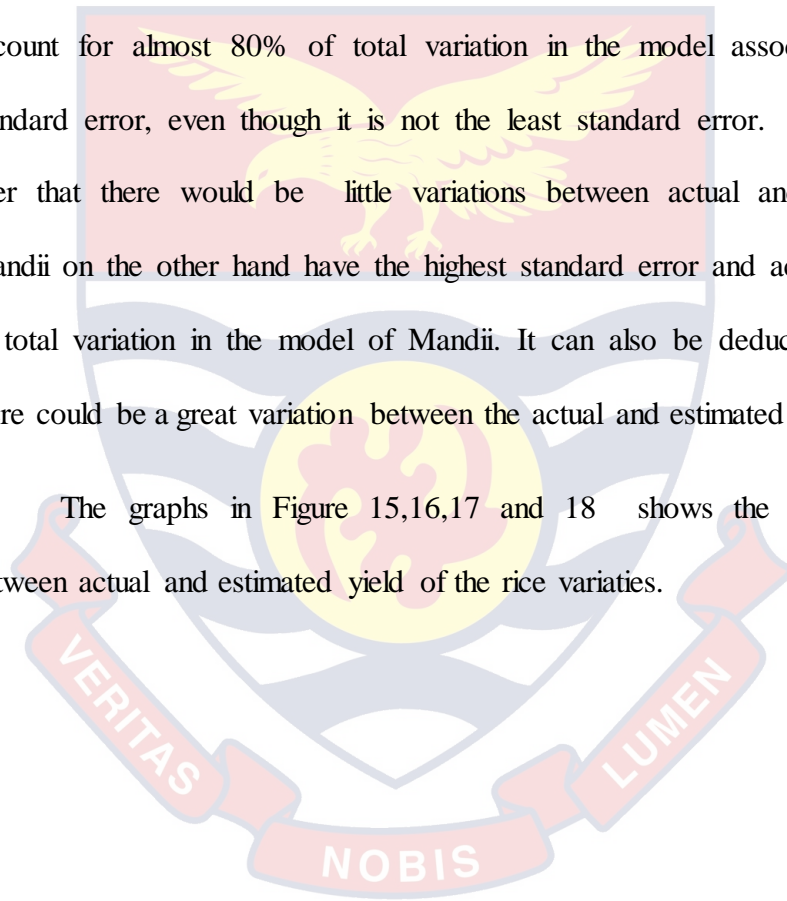 count for almost 80% of total variation in the model assoc
ndard error, even though it is not the least standard error.
er that there would be little variations between actual and
andii on the other hand have the highest standard error and ac
total variation in the model of Mandii. It can also be deduc
ere could be a great variation between the actual and estimated
The graphs in Figure 15,16,17 and 18 shows the
tween actual and estimated yield of the rice variaties.
VERITAS
NOBIS
LUMEN